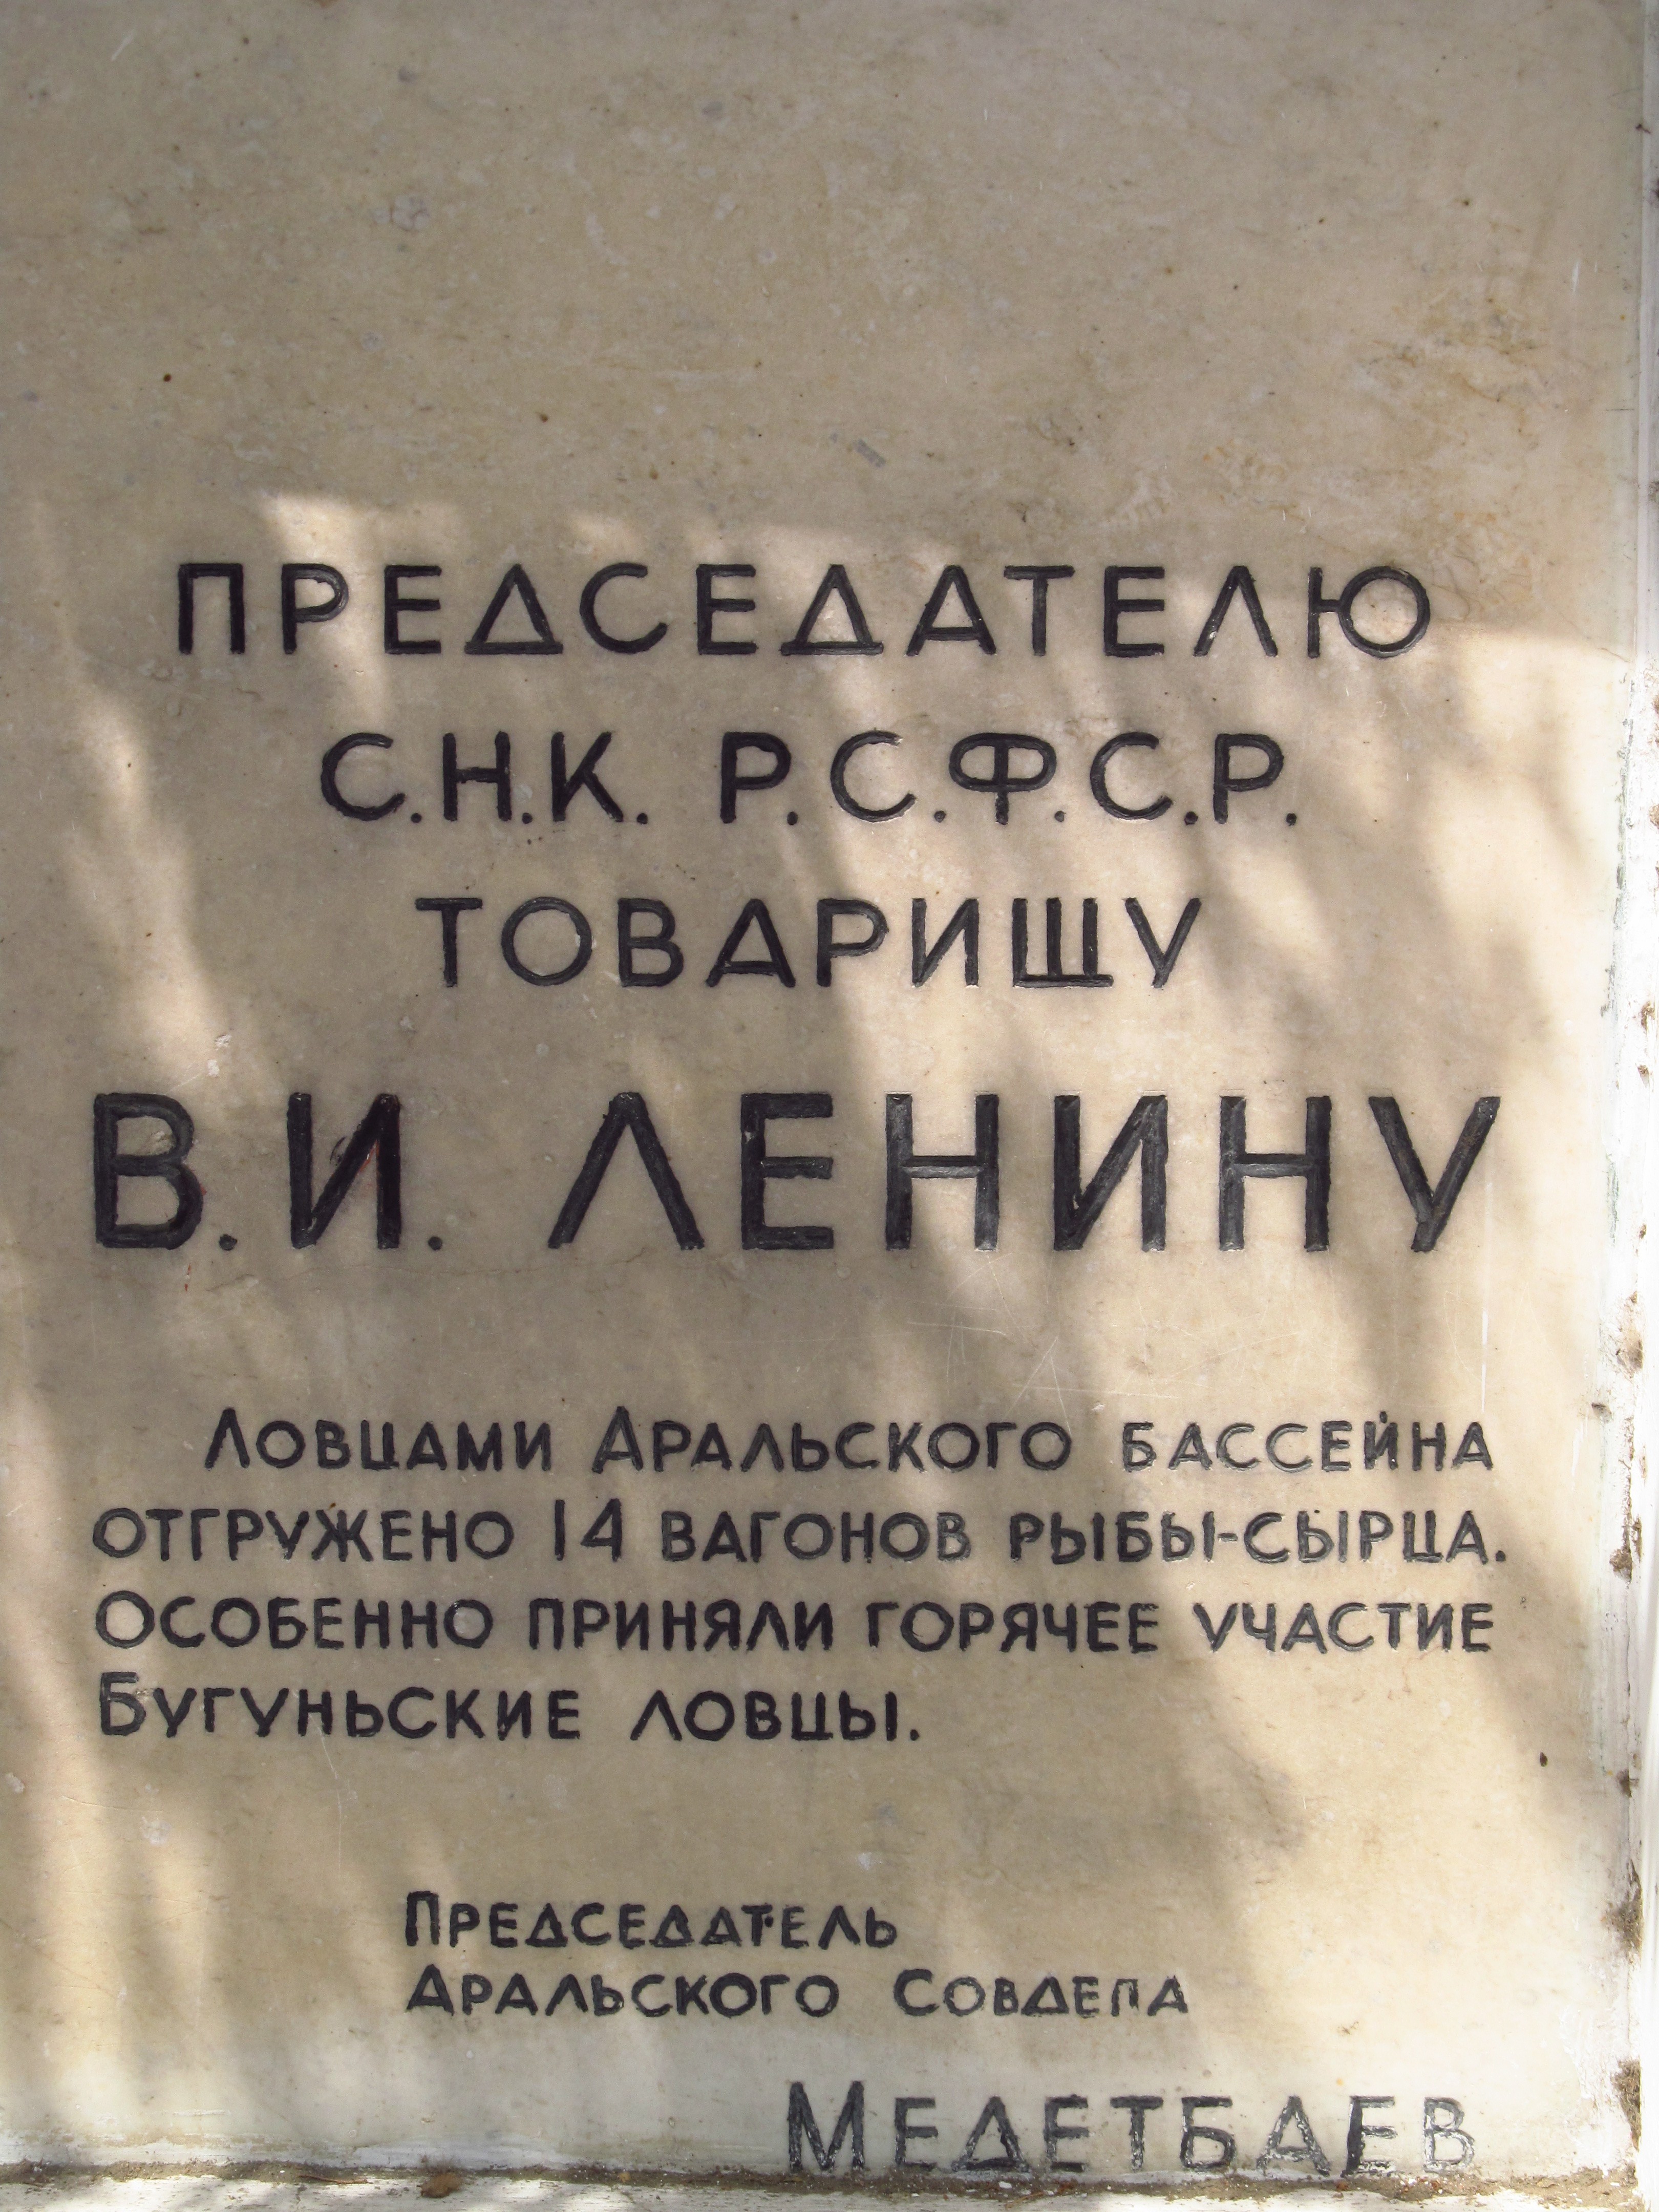 ПРЕДСЕДАТЕЛЮ
С.Н.К. Р.С.Ф.С.Р.
ТОВАРИЩУ
В.И. ЛЕНИНУ
Ловцами Аральского бассейна
отгружено 14 вагонов рыбы-сырца.
Особенно приняли горячее участие
Бугуньские ловцы.
Председатель
Аральского Совдепа
Медетбаев